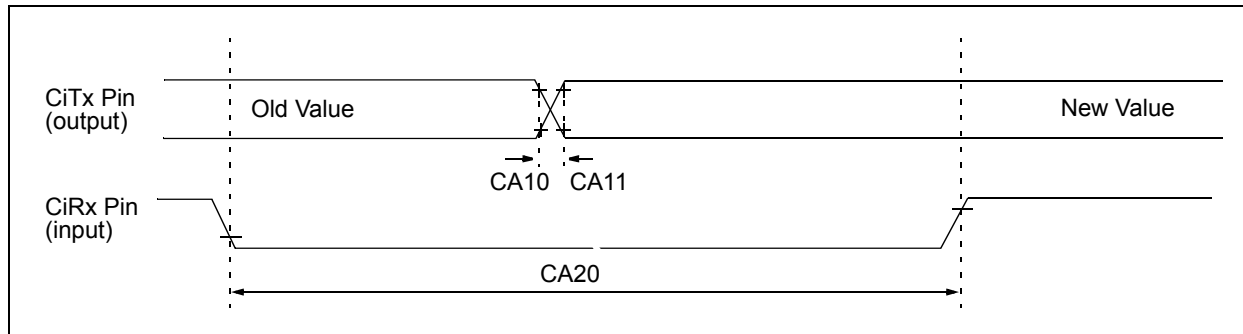 CiTx Pin
(output)
Old Value
New Value
CA10 CA11
CiRx Pin
(input)
CA20